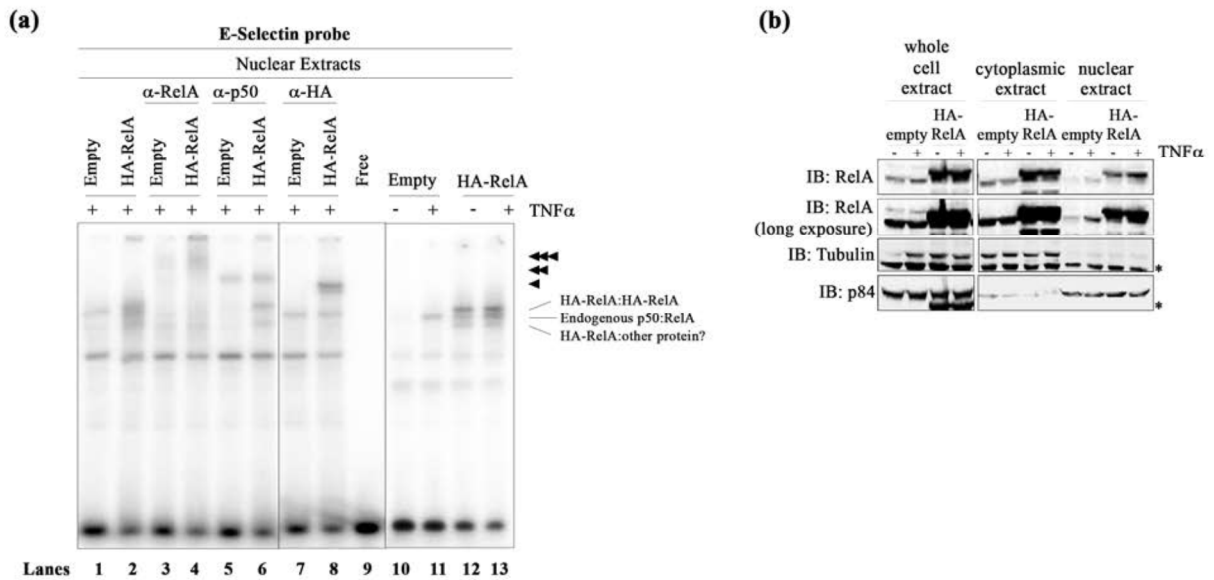 (a)
E-Selectin probe
Nuclear Extracts
α-RelA α-p50 α-HA
Empty HA-RelA Empty HA-RelA Empty HA-RelA Empty HA-RelA Free Empty HA-RelA
+ + + + + + + + - + - + TNFα
HA-RelA:HA-RelA
Endogenous p50:RelA
HA-RelA:other protein?
Lanes 1 2 3 4 5 6 7 8 9 10 11 12 13
(b)
whole cytoplasmic nuclear
cell extract extract
extract
HA- HA- HA-
empty RelA empty RelA empty RelA
- + - + - + - + - + - + TNFα
IB: RelA
IB: RelA
(long exposure)
IB: Tubulin *
IB: p84 *